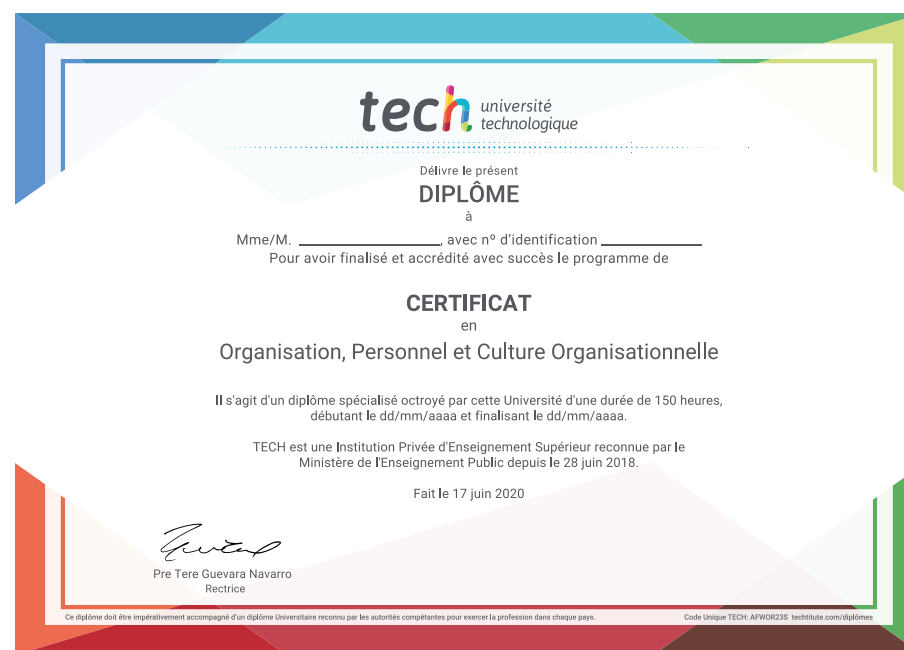 tech université
technologique
Délivre le présent
DIPLÔME
à
Mme/M. ____________________, avec nº d'identification ______________
Pour avoir finalisé et accrédité avec succès le programme de
CERTIFICAT
en
Organisation, Personnel et Culture Organisationnelle
Il s'agit d'un diplôme spécialisé octroyé par cette Université d'une durée de 150 heures,
débutant le dd/mm/aaaa et finalisant le dd/mm/aaaa.
TECH est une Institution Privée d'Enseignement Supérieur reconnue par le
Ministère de l'Enseignement Public depuis le 28 juin 2018.
Fait le 17 juin 2020
Pre Tere Guevara Navarro
Rectrice
Ce diplôme doit être impérativement accompagné d'un diplôme Universitaire reconnu par les autorités compétantes pour exercer la profession dans chaque pays.
Code Unique TECH: AFWOR23S techtitute.com/diplômes